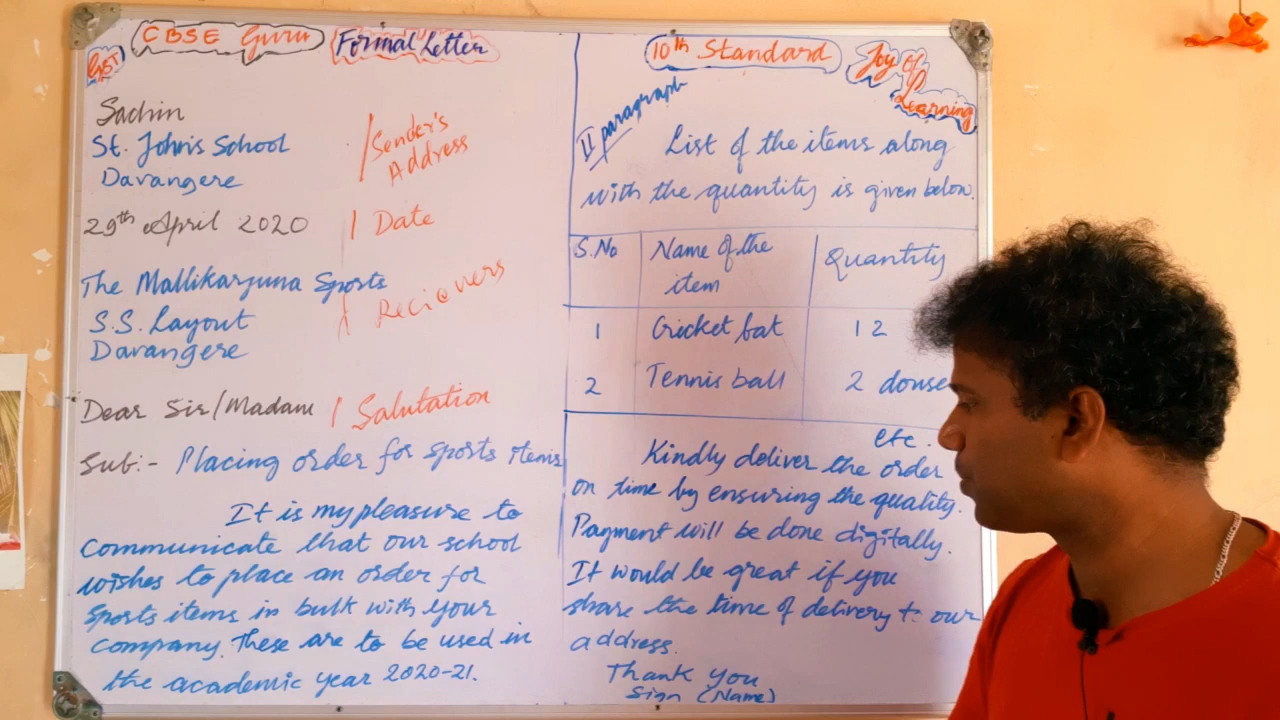 CBSE Guru
Formal Letter
Sachin
St. John's School
Davangere
Sender's
Address
29th April 2020
Date
The Mallikarjuna Sports
S.S. Layout
Davangere
Dear Sir/Madam
Salutation
Sub:- Placing order for sports items
It is my pleasure to
communicate that our school
wishes to place an order for
sports items in bulk with your
company. These are to be used in
the academic year 2020-21.
10th Standard
Joy of
Learning
II paragraph
List of the items along
with the quantity is given below.
S.No Name of the item Quantity
1 Cricket bat 12
2 Tennis ball 2 douse
etc.
Kindly deliver the order
on time by ensuring the quality.
Payment will be done digitally.
It would be great if you
share the time of delivery to our
address.
Thank you
Sign (Name)